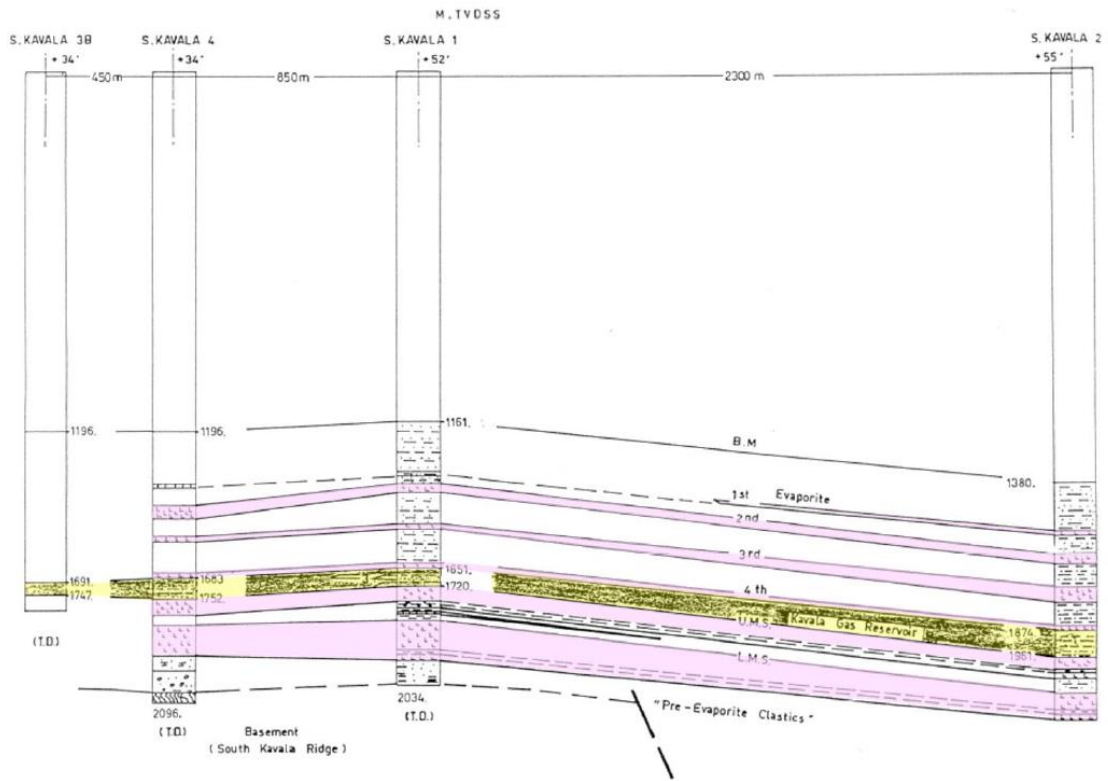 M. TVDSS
S. KAVALA 3B
S. KAVALA 4
S. KAVALA 1
S. KAVALA 2
+34'
+34'
+52'
+55'
450m
850m
2300 m
1196.
1196.
1161.
B.M
1380.
1st Evaporite
2nd
3rd
4th
1691.
1747.
1683
1752.
1651.
1720.
U.M.S.
Kavala Gas Reservoir
1874
1961.
L.M.S.
(T.D.)
2096.
(T.D.)
2034.
(T.D.)
"Pre-Evaporite Clastics"
Basement
(South Kavala Ridge)